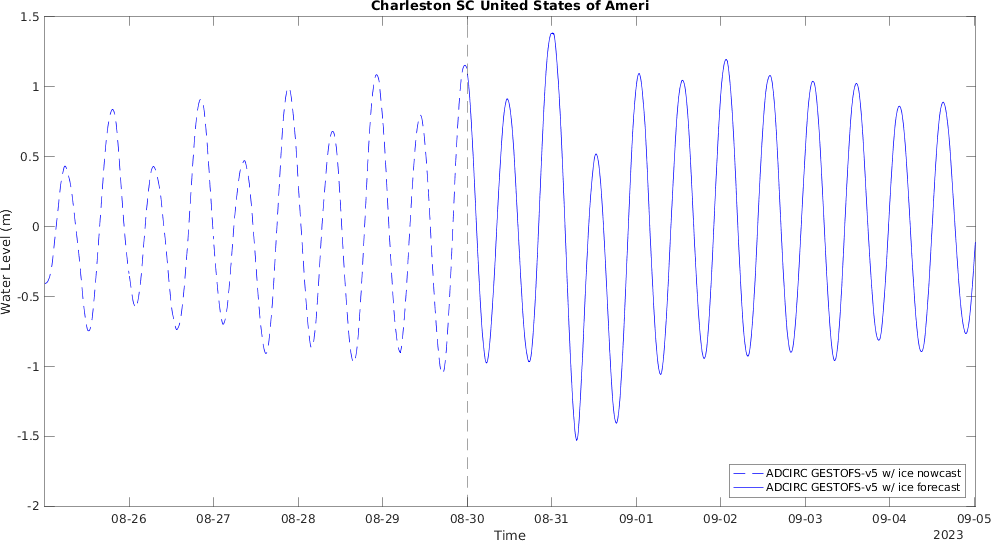 Charleston SC United States of Ameri
1.5
1
0.5
0
-0.5
-1
-1.5
-2
Water Level (m)
ADCIRC GESTOFS-v5 w/ ice nowcast
ADCIRC GESTOFS-v5 w/ ice forecast
08-26 08-27 08-28 08-29 08-30 08-31 09-01 09-02 09-03 09-04 09-05
Time
2023